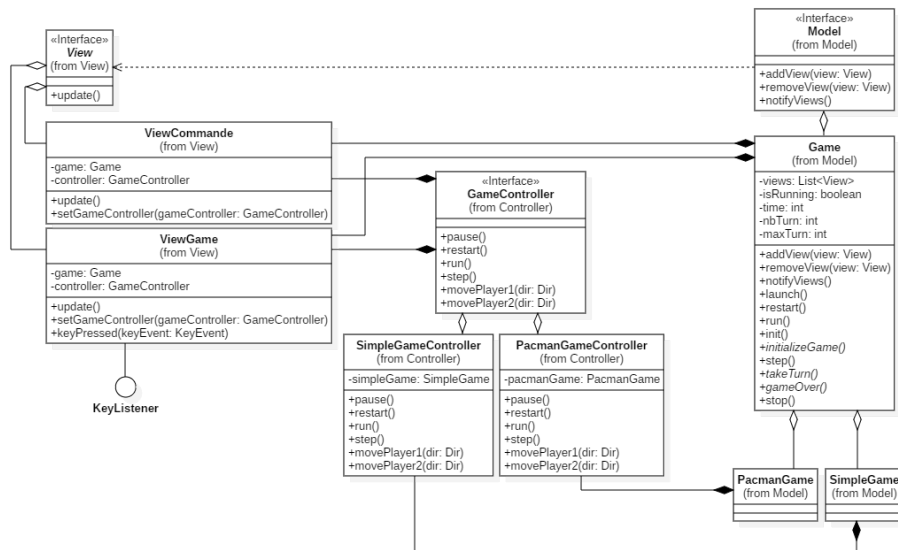 «Interface»
View
(from View)
+update()
«Interface»
Model
(from Model)
+addView(view: View)
+removeView(view: View)
+notifyViews()
ViewCommande
(from View)
-game: Game
-controller: GameController
+update()
+setGameController(gameController: GameController)
ViewGame
(from View)
-game: Game
-controller: GameController
+update()
+setGameController(gameController: GameController)
+keyPressed(keyEvent: KeyEvent)
KeyListener
«Interface»
GameController
(from Controller)
+pause()
+restart()
+run()
+step()
+movePlayer1(dir: Dir)
+movePlayer2(dir: Dir)
Game
(from Model)
-views: List<View>
-isRunning: boolean
-time: int
-nbTurn: int
-maxTurn: int
+addView(view: View)
+removeView(view: View)
+notifyViews()
+launch()
+restart()
+run()
+init()
+initializeGame()
+step()
+takeTurn()
+gameOver()
+stop()
SimpleGameController
(from Controller)
-simpleGame: SimpleGame
+pause()
+restart()
+run()
+step()
+movePlayer1(dir: Dir)
+movePlayer2(dir: Dir)
PacmanGameController
(from Controller)
-pacmanGame: PacmanGame
+pause()
+restart()
+run()
+step()
+movePlayer1(dir: Dir)
+movePlayer2(dir: Dir)
PacmanGame
(from Model)
SimpleGame
(from Model)